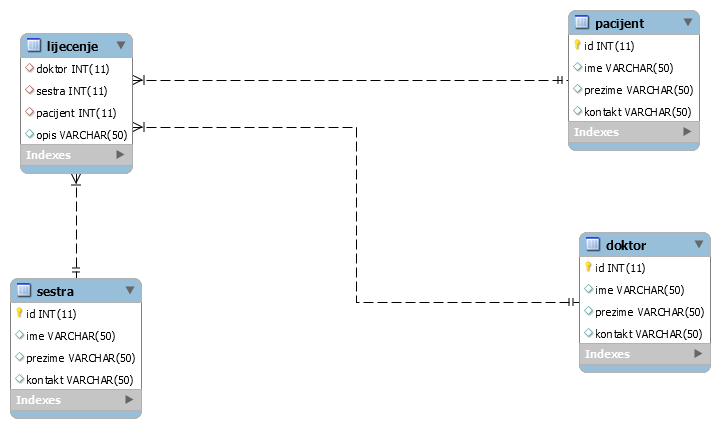 lijecenje
doktor INT(11)
sestra INT(11)
pacijent INT(11)
opis VARCHAR(50)
Indexes
pacijent
id INT(11)
ime VARCHAR(50)
prezime VARCHAR(50)
kontakt VARCHAR(50)
Indexes
doktor
id INT(11)
ime VARCHAR(50)
prezime VARCHAR(50)
kontakt VARCHAR(50)
Indexes
sestra
id INT(11)
ime VARCHAR(50)
prezime VARCHAR(50)
kontakt VARCHAR(50)
Indexes